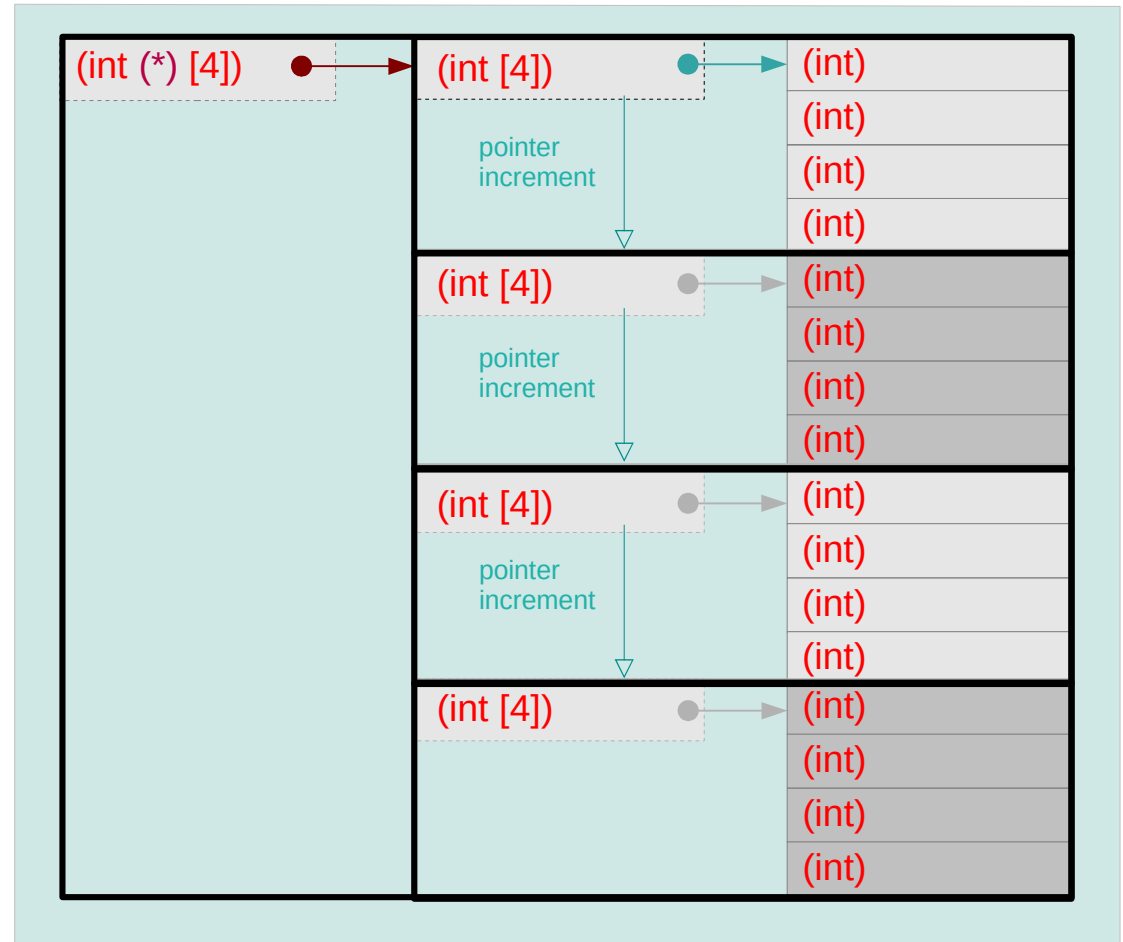 (int (*) [4])
(int [4])
(int)
(int)
pointer
increment
(int)
(int)
(int [4])
(int)
(int)
pointer
increment
(int)
(int)
(int [4])
(int)
(int)
pointer
increment
(int)
(int)
(int [4])
(int)
(int)
(int)
(int)